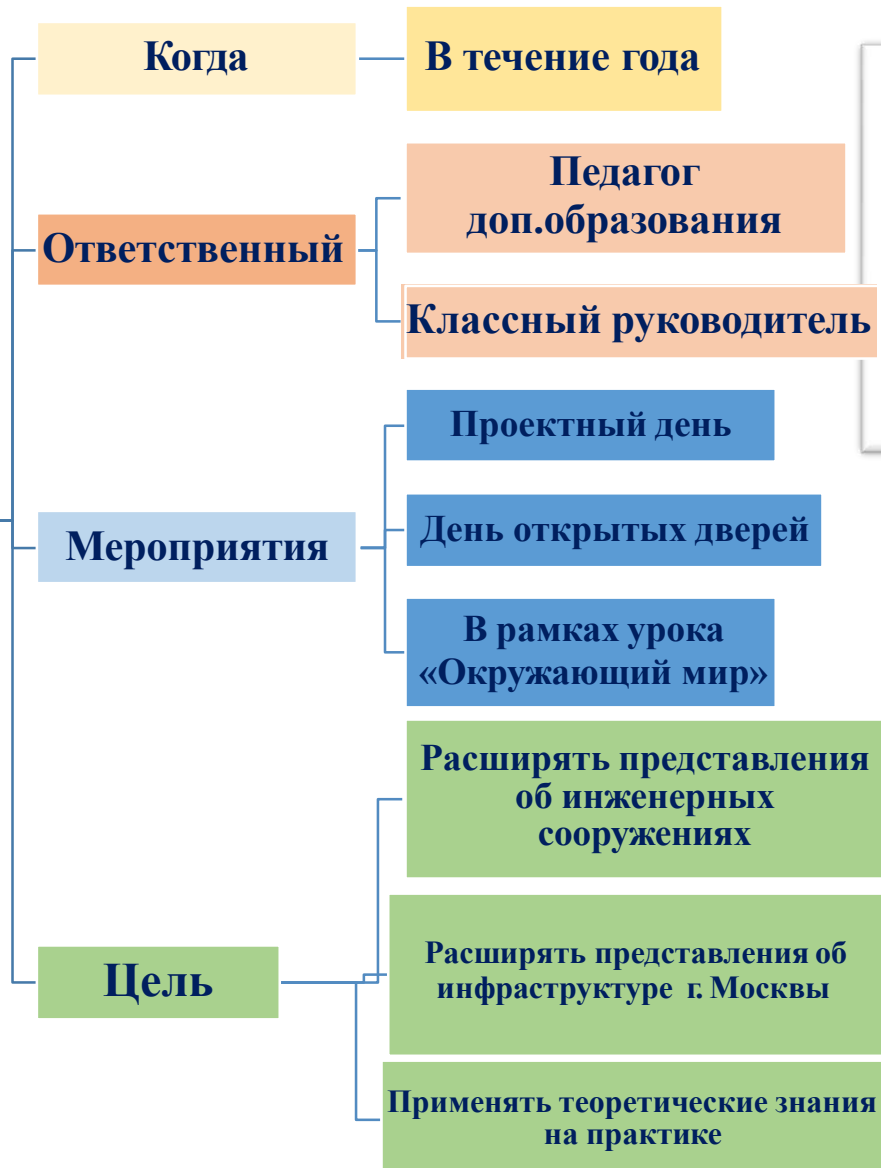 Когда
В течение года
Ответственный
Педагог
доп.образования
Классный руководитель
Мероприятия
Проектный день
День открытых дверей
В рамках урока
«Окружающий мир»
Цель
Расширять представления
об инженерных
сооружениях
Расширять представления об
инфраструктуре г. Москвы
Применять теоретические знания
на практике